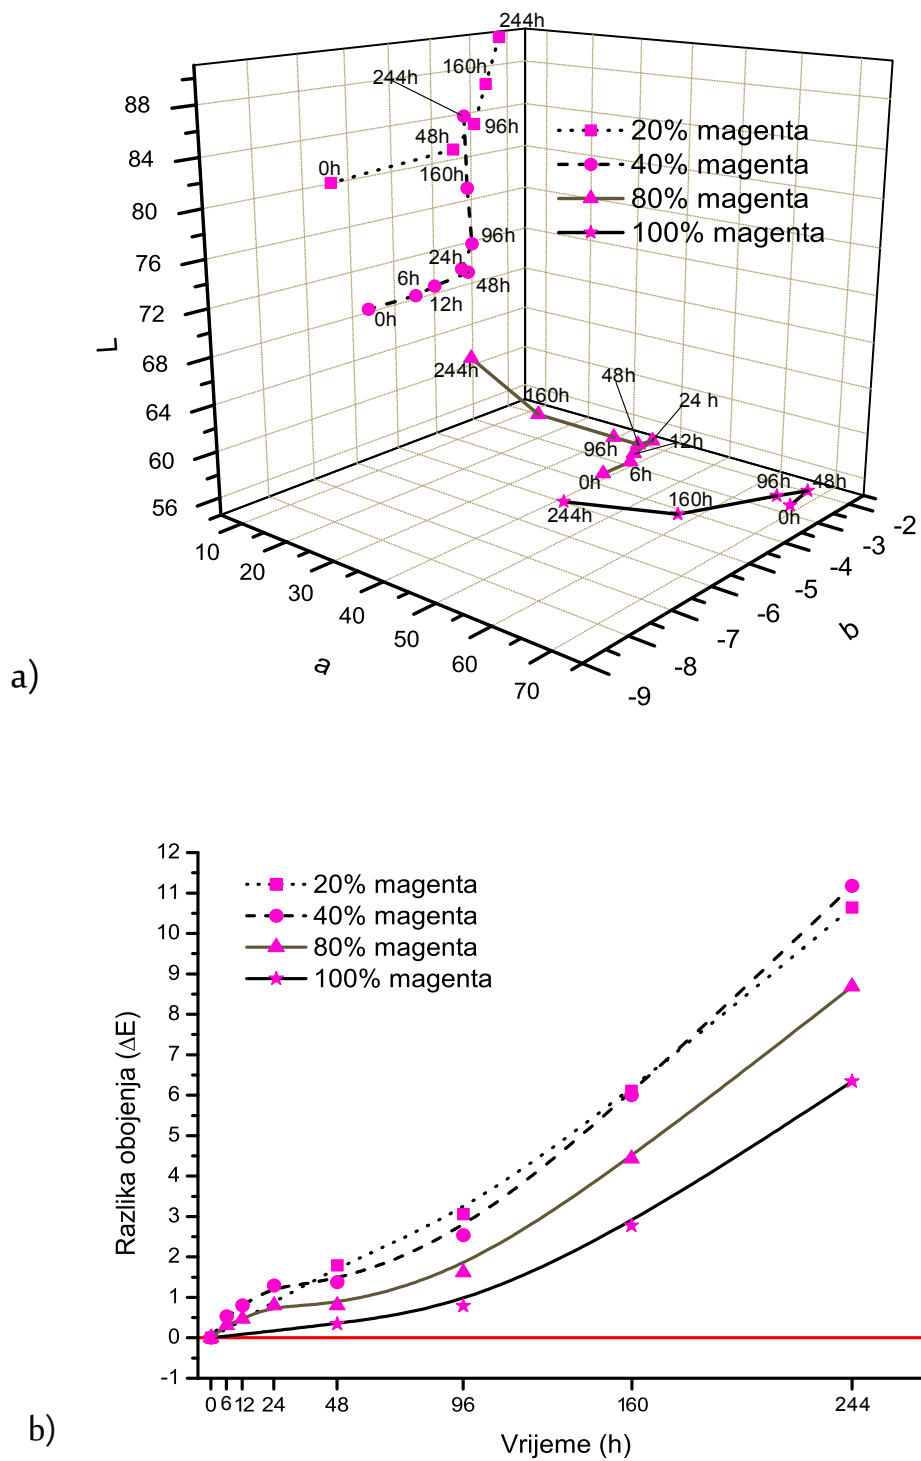 244h
160h
244h
88
96h
20% magenta
48h
84
0h
40% magenta
160h
80% magenta
80
100% magenta
96h
76
24h
6h
48h
12h
72
0h
L
68
244h
48h
160h
24 h
64
12h
96h
60
6h
0h
96h
48h
160h
56
244h
0h
-2
10
-3
20
-4
30
-5
40
-6
50
-7
b
60
-8
a
70
-9
a)
12
20% magenta
11
40% magenta
10
80% magenta
9
100% magenta
8
7
6
5
4
3
2
1
0
-1
Razlika obojenja (ΔE)
0 6 12 24 48 96 160 244
b)
Vrijeme (h)